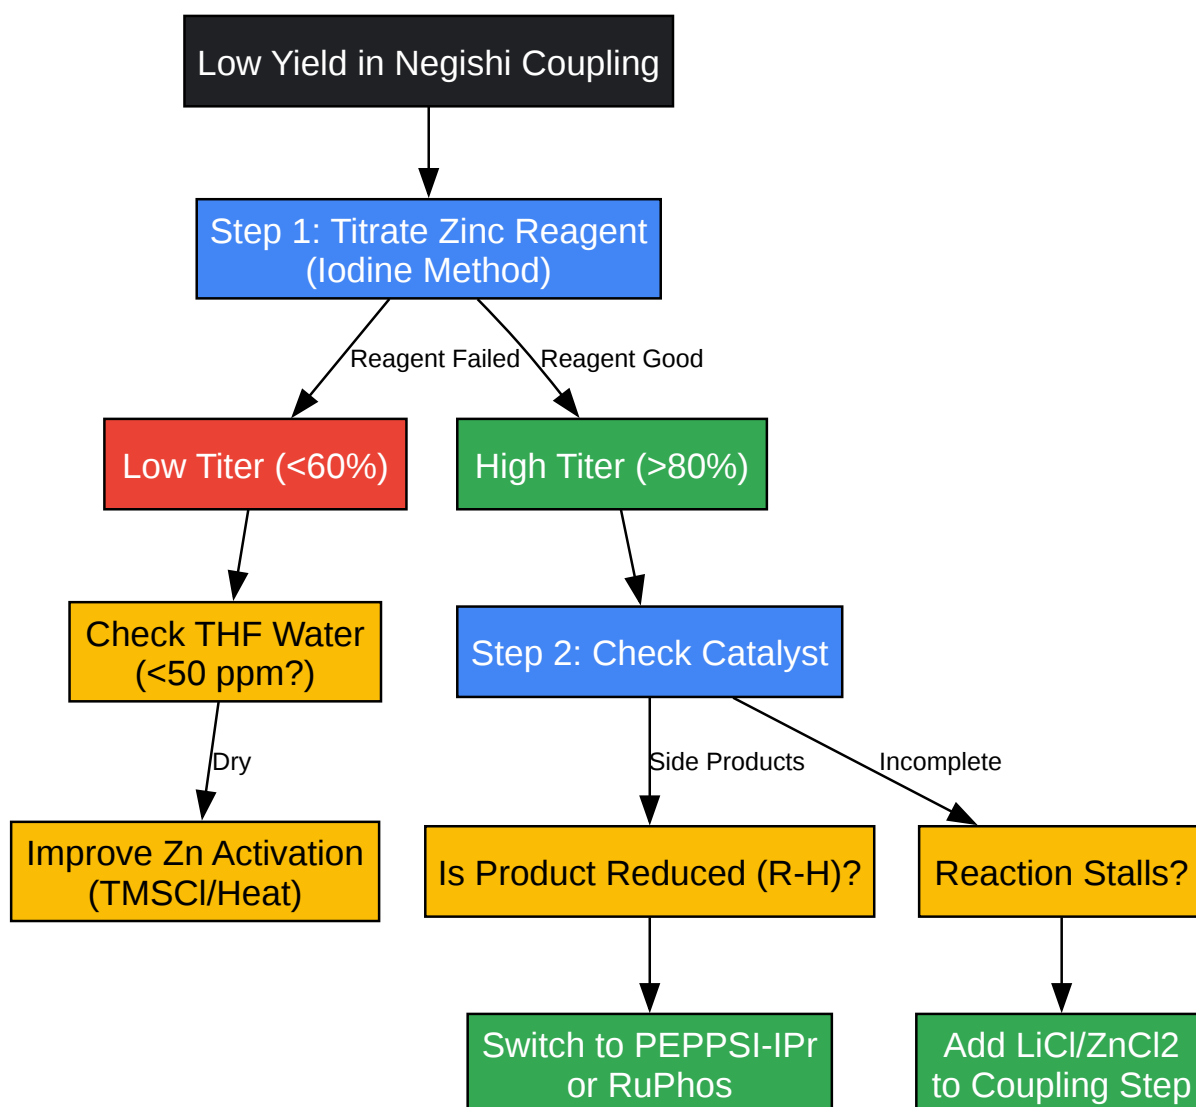 Low Yield in Negishi Coupling
Step 1: Titrate Zinc Reagent
(Iodine Method)
Reagent Failed
Reagent Good
Low Titer (<60%)
High Titer (>80%)
Check THF Water
(<50 ppm?)
Step 2: Check Catalyst
Dry
Side Products
Incomplete
Improve Zn Activation
(TMSCl/Heat)
Is Product Reduced (R-H)?
Reaction Stalls?
Switch to PEPPSI-IPr
or RuPhos
Add LiCl/ZnCl2
to Coupling Step